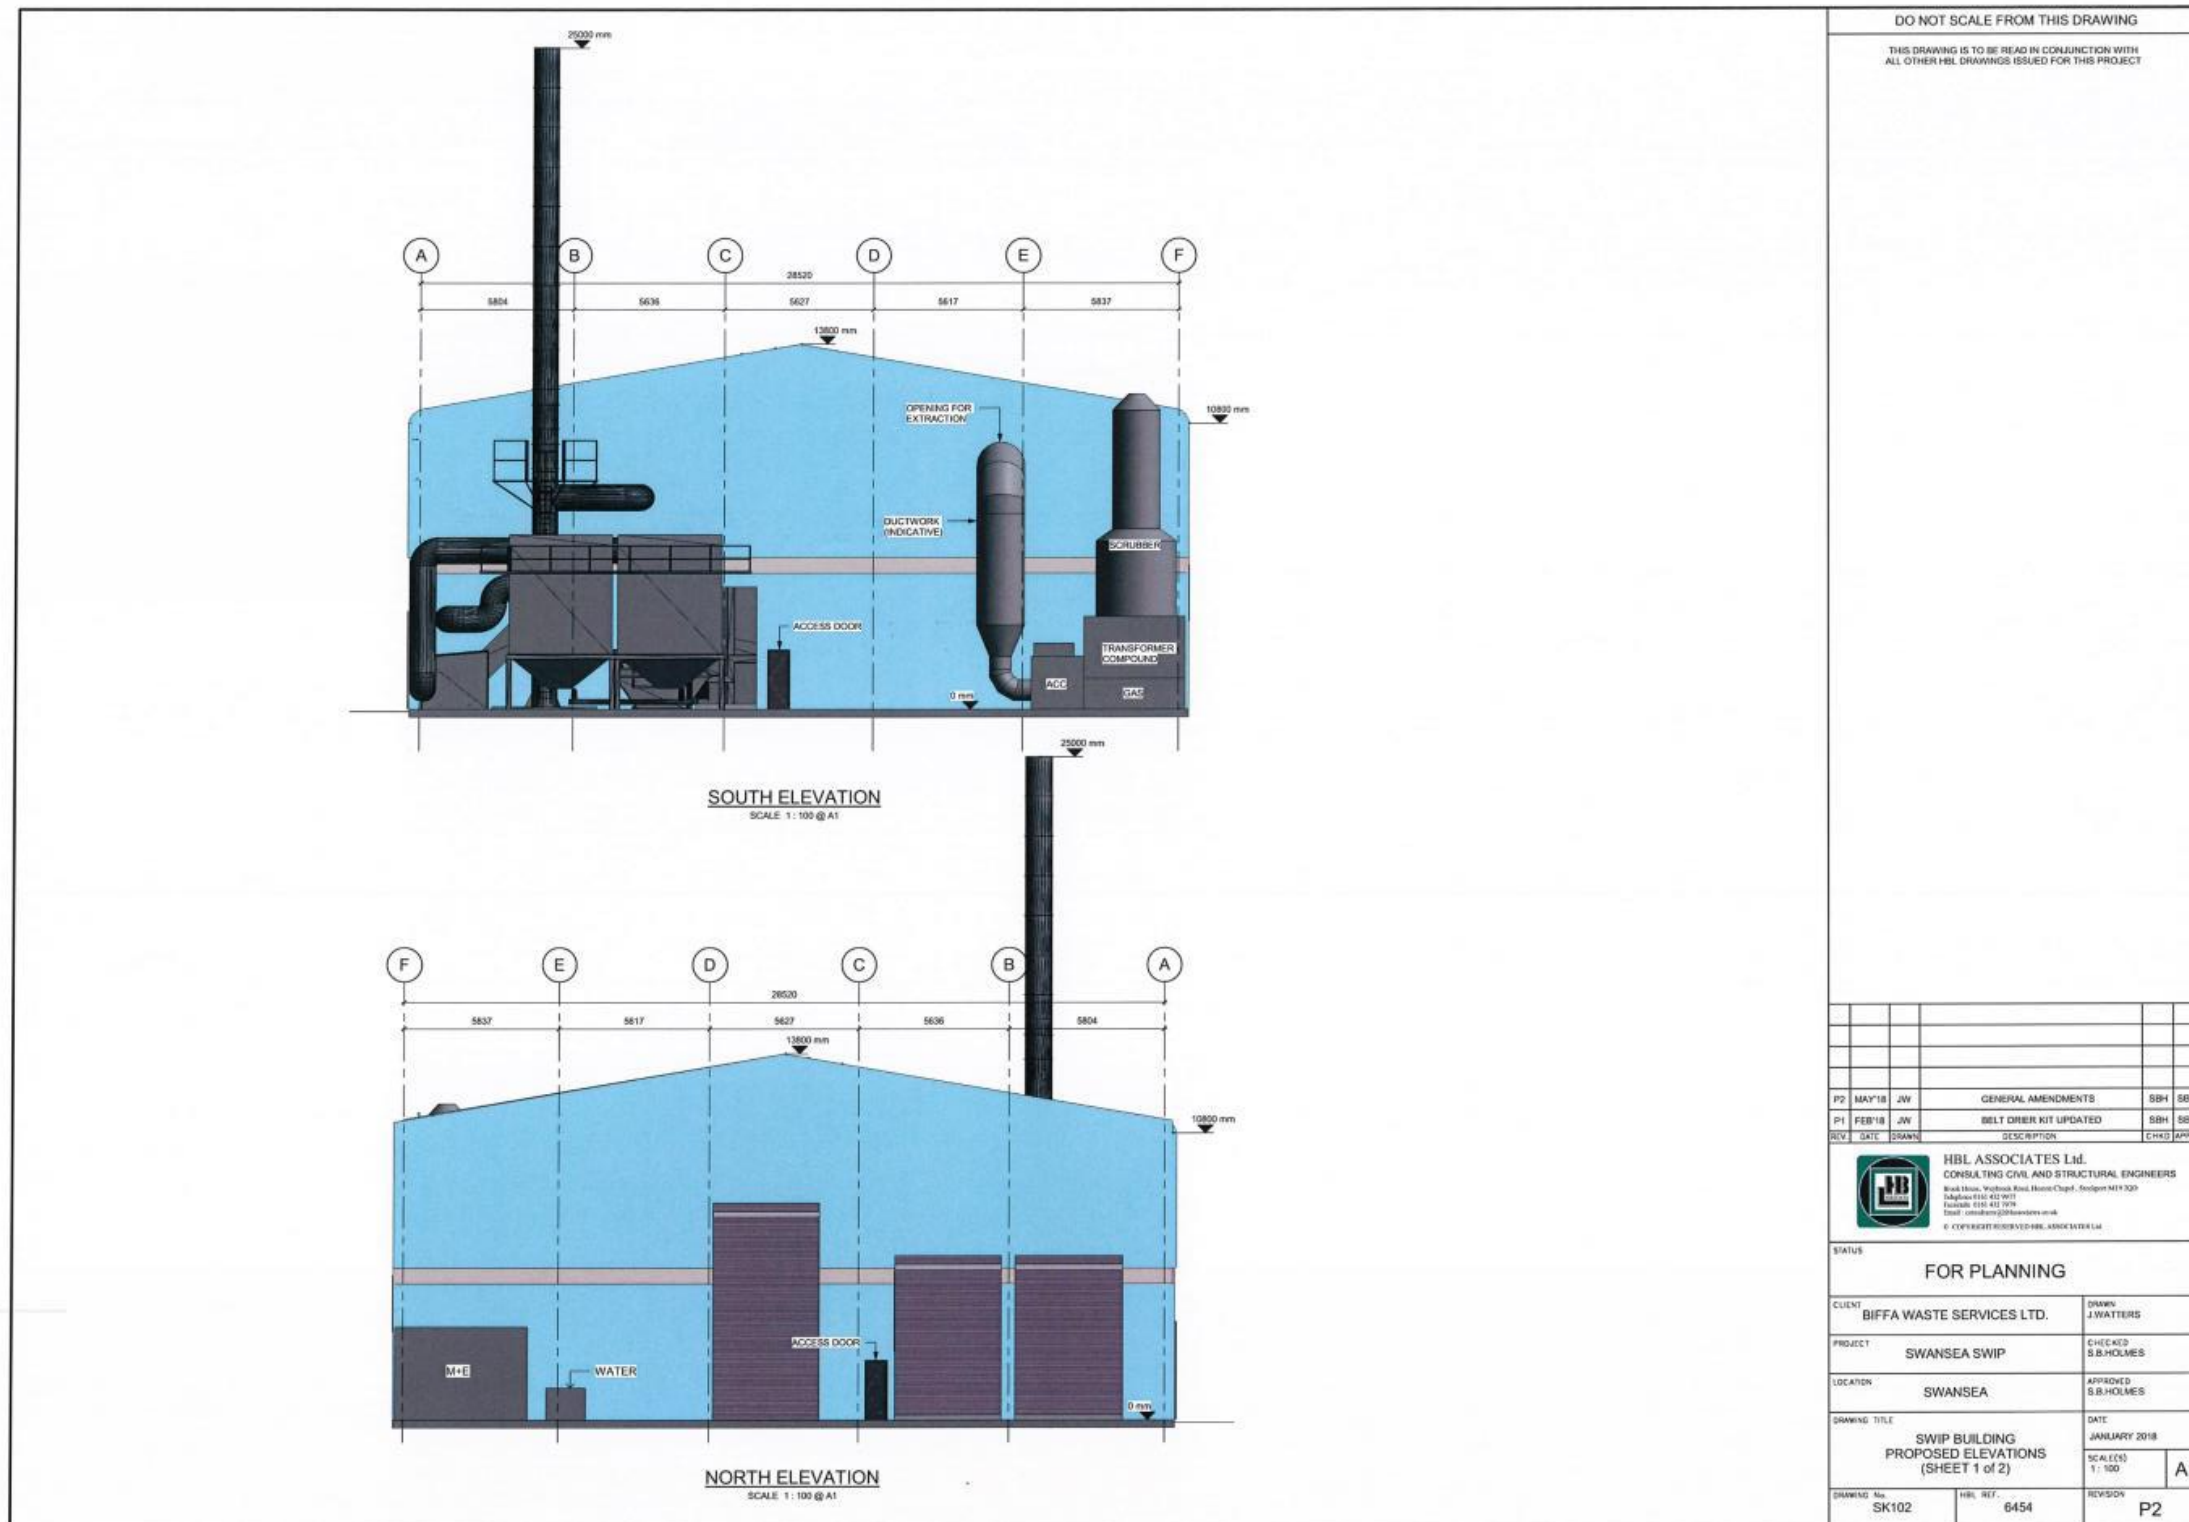 DO NOT SCALE FROM THIS DRAWING
THIS DRAWING IS TO BE READ IN CONJUNCTION WITH
ALL OTHER HBL DRAWINGS ISSUED FOR THIS PROJECT
25000 mm
A
B
C
D
E
F
28520
5804
5636
5627
5617
5837
13800 mm
10800 mm
OPENING FOR
EXTRACTION
DUCTWORK
(INDICATIVE)
SCRUBBER
ACCESS DOOR
TRANSFORMER
COMPOUND
ACC
GAS
0 mm
SOUTH ELEVATION
SCALE 1 : 100 @ A1
25000 mm
F
E
D
C
B
A
28520
5837
5617
5627
5636
5804
13800 mm
10800 mm
ACCESS DOOR
M+E
WATER
0 mm
NORTH ELEVATION
SCALE 1 : 100 @ A1
P2 MAY'18 JW GENERAL AMENDMENTS SBH
P1 FEB'18 JW BELT DRIER KIT UPDATED SBH
REV. DATE DRAWN DESCRIPTION CHKD
HB
HBL ASSOCIATES Ltd.
CONSULTING CIVIL AND STRUCTURAL ENGINEERS
© COPYRIGHT RESERVED HBL ASSOCIATES Ltd
STATUS
FOR PLANNING
CLIENT
BIFFA WASTE SERVICES LTD.
DRAWN
J.WATTERS
PROJECT
SWANSEA SWIP
CHECKED
S.B.HOLMES
LOCATION
SWANSEA
APPROVED
S.B.HOLMES
DRAWING TITLE
SWIP BUILDING
PROPOSED ELEVATIONS
(SHEET 1 of 2)
DATE
JANUARY 2018
SCALE(S)
1 : 100
DRAWING No.
SK102
HBL REF.
6454
REVISION
P2